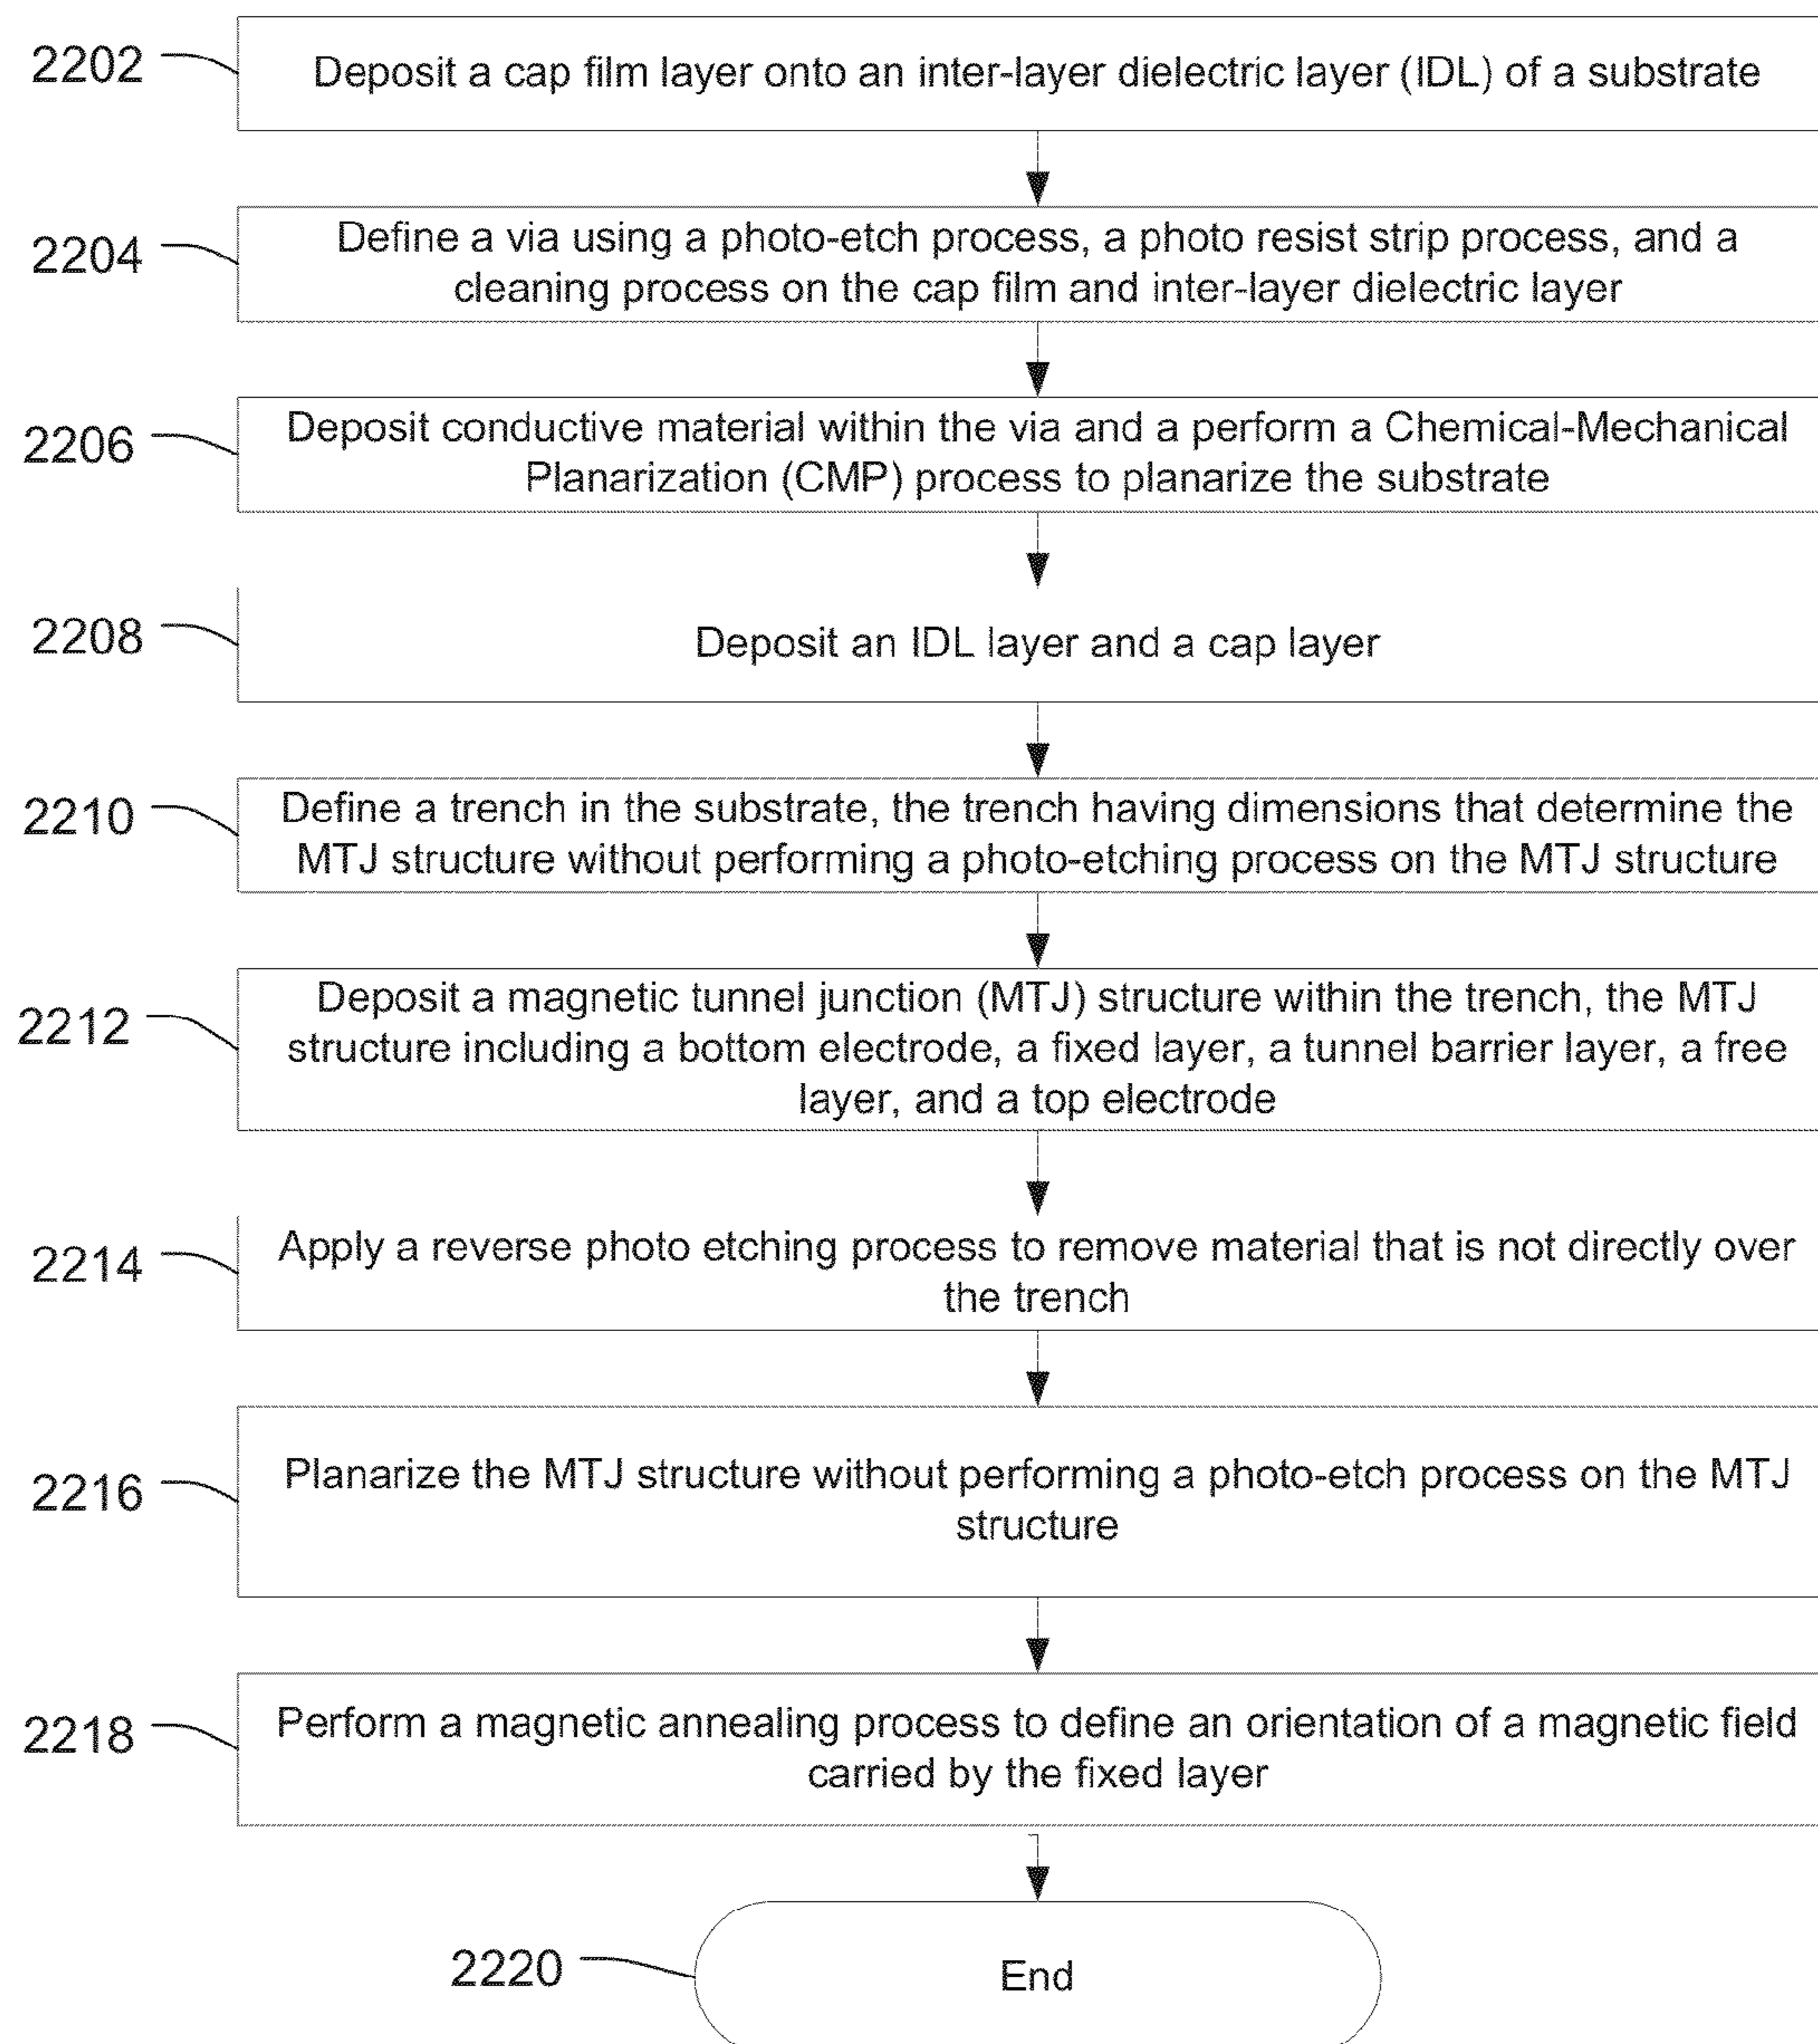 2202
Deposit a cap film layer onto an inter-layer dielectric layer (IDL) of a substrate
2204
Define a via using a photo-etch process, a photo resist strip process, and a
cleaning process on the cap film and inter-layer dielectric layer
2206
Deposit conductive material within the via and a perform a Chemical-Mechanical
Planarization (CMP) process to planarize the substrate
2208
Deposit an IDL layer and a cap layer
2210
Define a trench in the substrate, the trench having dimensions that determine the
MTJ structure without performing a photo-etching process on the MTJ structure
2212
Deposit a magnetic tunnel junction (MTJ) structure within the trench, the MTJ
structure including a bottom electrode, a fixed layer, a tunnel barrier layer, a free
layer, and a top electrode
2214
Apply a reverse photo etching process to remove material that is not directly over
the trench
2216
Planarize the MTJ structure without performing a photo-etch process on the MTJ
structure
2218
Perform a magnetic annealing process to define an orientation of a magnetic field
carried by the fixed layer
2220
End